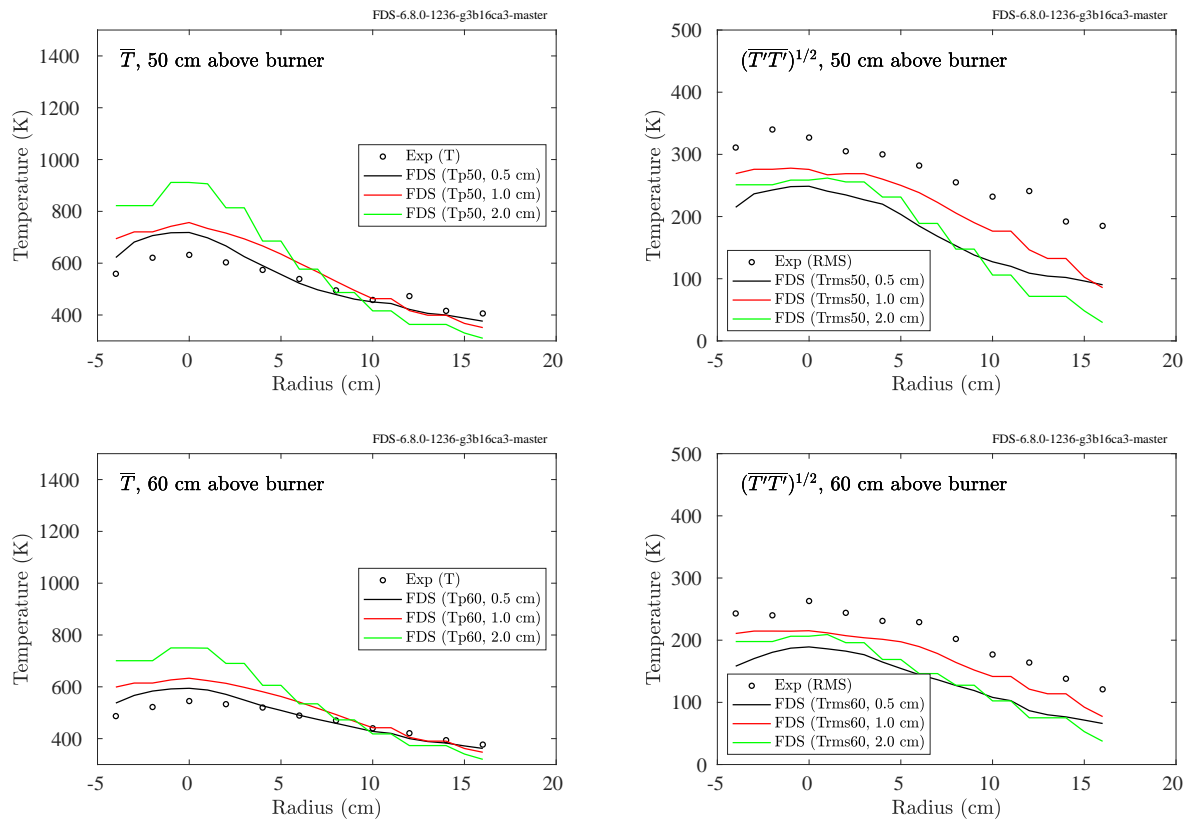 FDS-6.8.0-1236-g3b16ca3-master
T̅, 50 cm above burner
1400
1200
1000
800
600
400
Temperature (K)
Exp (T)
FDS (Tp50, 0.5 cm)
FDS (Tp50, 1.0 cm)
FDS (Tp50, 2.0 cm)
-5 0 5 10 15 20
Radius (cm)
FDS-6.8.0-1236-g3b16ca3-master
(T′T′)1/2, 50 cm above burner
500
400
300
200
100
0
Temperature (K)
Exp (RMS)
FDS (Trms50, 0.5 cm)
FDS (Trms50, 1.0 cm)
FDS (Trms50, 2.0 cm)
-5 0 5 10 15 20
Radius (cm)
FDS-6.8.0-1236-g3b16ca3-master
T̅, 60 cm above burner
1400
1200
1000
800
600
400
Temperature (K)
Exp (T)
FDS (Tp60, 0.5 cm)
FDS (Tp60, 1.0 cm)
FDS (Tp60, 2.0 cm)
-5 0 5 10 15 20
Radius (cm)
FDS-6.8.0-1236-g3b16ca3-master
(T′T′)1/2, 60 cm above burner
500
400
300
200
100
0
Temperature (K)
Exp (RMS)
FDS (Trms60, 0.5 cm)
FDS (Trms60, 1.0 cm)
FDS (Trms60, 2.0 cm)
-5 0 5 10 15 20
Radius (cm)